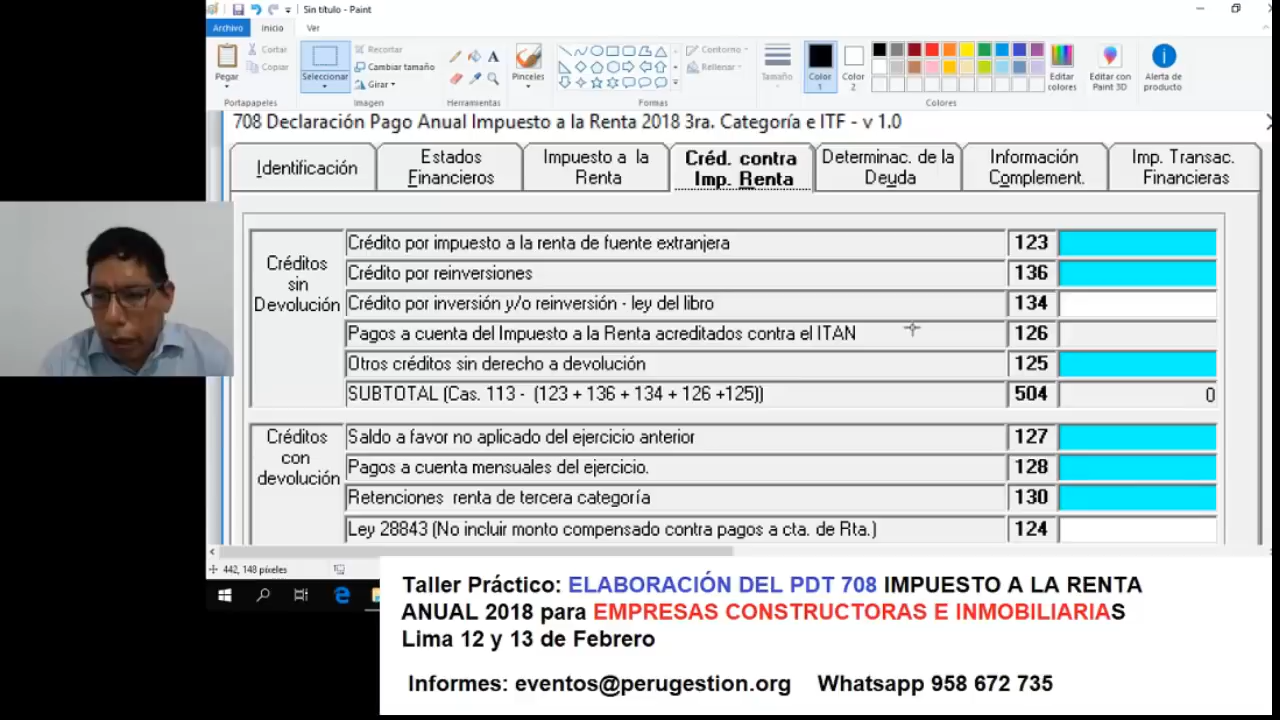 Sin título - Paint
Archivo Inicio Ver
Pegar
Cortar
Copiar
Portapapeles
Seleccionar
Recortar
Cambiar tamaño
Girar
Imagen
A
Herramientas
Pinceles
Contorno
Rellenar
Formas
Tamaño
Color 1
Color 2
Editar colores
Colores
Editar con Paint 3D
Alerta de producto
708 Declaración Pago Anual Impuesto a la Renta 2018 3ra. Categoría e ITF - v 1.0
Identificación
Estados Financieros
Impuesto a la Renta
Créd. contra Imp. Renta
Determinac. de la Deuda
Información Complement.
Imp. Transac. Financieras
Créditos sin Devolución
Crédito por impuesto a la renta de fuente extranjera 123
Crédito por reinversiones 136
Crédito por inversión y/o reinversión - ley del libro 134
Pagos a cuenta del Impuesto a la Renta acreditados contra el ITAN 126
Otros créditos sin derecho a devolución 125
SUBTOTAL (Cas. 113 - (123 + 136 + 134 + 126 +125)) 504 0
Créditos con devolución
Saldo a favor no aplicado del ejercicio anterior 127
Pagos a cuenta mensuales del ejercicio. 128
Retenciones renta de tercera categoría 130
Ley 28843 (No incluir monto compensado contra pagos a cta. de Rta.) 124
442, 148 píxeles
Taller Práctico: ELABORACIÓN DEL PDT 708 IMPUESTO A LA RENTA
ANUAL 2018 para EMPRESAS CONSTRUCTORAS E INMOBILIARIAS
Lima 12 y 13 de Febrero
Informes: eventos@perugestion.org Whatsapp 958 672 735